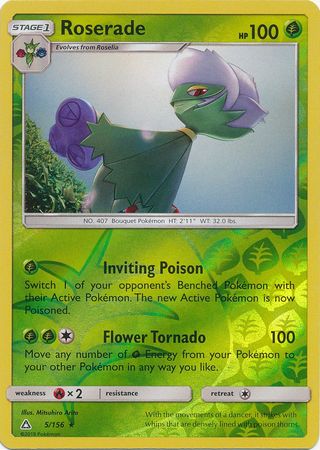 STAGE 1
Roserade
HP 100
Evolves from Roselia
NO. 407 Bouquet Pokémon HT: 2'11" WT: 32.0 lbs.
Inviting Poison
Switch 1 of your opponent's Benched Pokémon with
their Active Pokémon. The new Active Pokémon is now
Poisoned.
Flower Tornado 100
Move any number of Energy from your Pokémon to
your other Pokémon in any way you like.
weakness × 2 resistance retreat
Illus. Mitsuhiro Arita
5/156
©2018 Pokémon
With the movements of a dancer, it strikes with
whips that are densely lined with poison thorns.